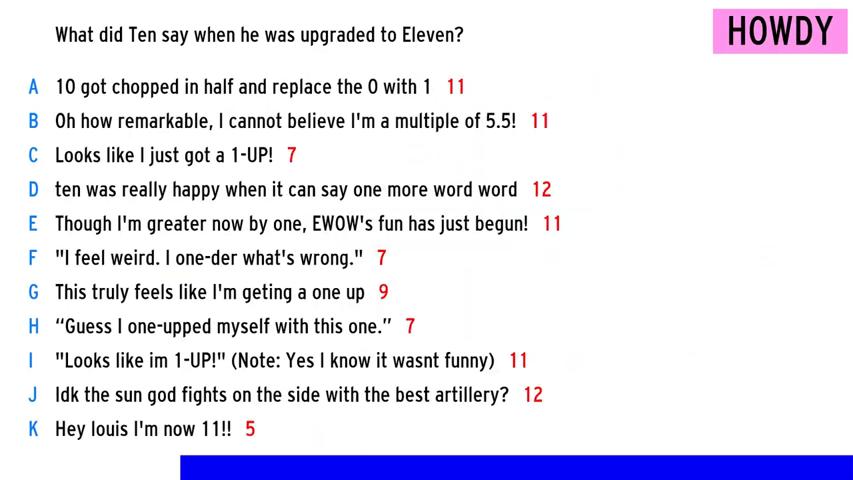 What did Ten say when he was upgraded to Eleven?
HOWDY
A 10 got chopped in half and replace the 0 with 1 11
B Oh how remarkable, I cannot believe I'm a multiple of 5.5! 11
C Looks like I just got a 1-UP! 7
D ten was really happy when it can say one more word word 12
E Though I'm greater now by one, EWOW's fun has just begun! 11
F "I feel weird. I one-der what's wrong." 7
G This truly feels like I'm geting a one up 9
H “Guess I one-upped myself with this one.” 7
I "Looks like im 1-UP!" (Note: Yes I know it wasnt funny) 11
J Idk the sun god fights on the side with the best artillery? 12
K Hey louis I'm now 11!! 5